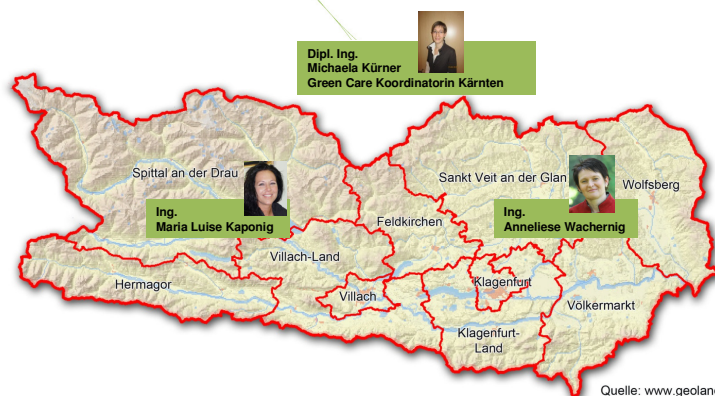 Dipl. Ing.
Michaela Kürner
Green Care Koordinatorin Kärnten
Spittal an der Drau
Sankt Veit an der Glan
Wolfsberg
Ing.
Maria Luise Kaponig
Feldkirchen
Ing.
Anneliese Wachernig
Villach-Land
Hermagor
Villach
Klagenfurt
Völkermarkt
Klagenfurt-
Land
Quelle: www.geolan